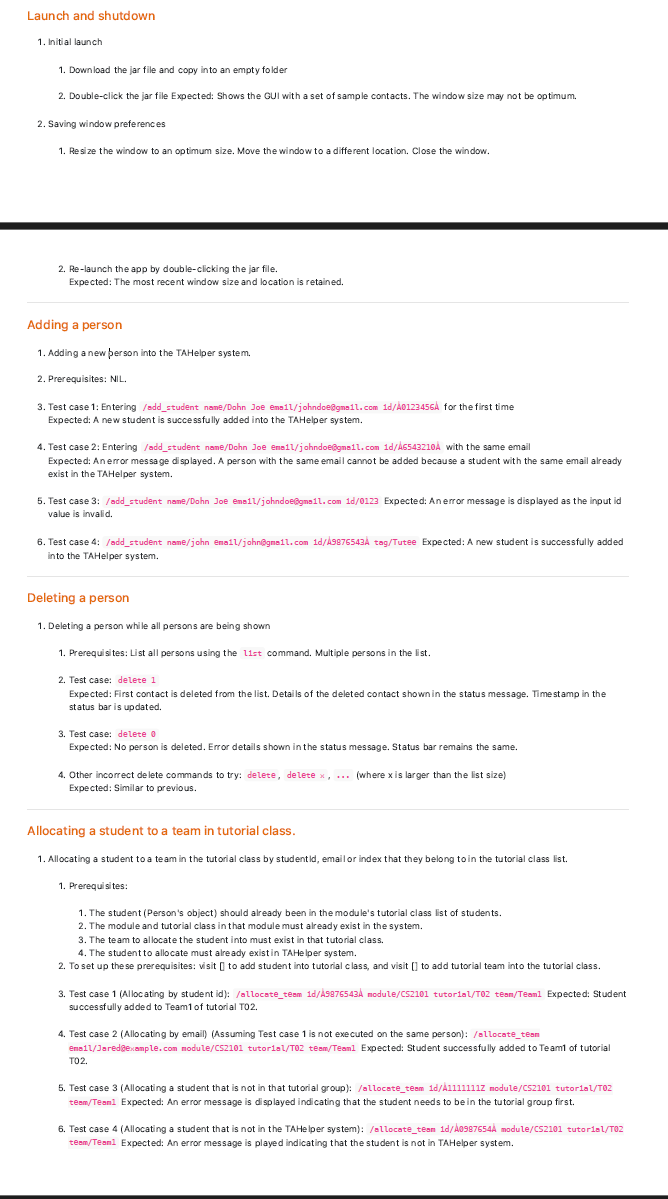 Launch and shutdown
1. Initial launch
1. Download the jar file and copy into an empty folder
2. Double-click the jar file Expected: Shows the GUI with a set of sample contacts. The window size may not be optimum.
2. Saving window preferences
1. Resize the window to an optimum size. Move the window to a different location. Close the window.
2. Re-launch the app by double-clicking the jar file.
Expected: The most recent window size and location is retained.
Adding a person
1. Adding a new person into the TAHelper system.
2. Prerequisites: NIL.
3. Test case 1: Entering /add_student name/Dohn Joe email/johndoe@gmail.com id/A0123456A for the first time
Expected: A new student is successfully added into the TAHelper system.
4. Test case 2: Entering /add_student name/Dohn Joe email/johndoe@gmail.com id/A6543210A with the same email
Expected: An error message displayed. A person with the same email cannot be added because a student with the same email already
exist in the TAHelper system.
5. Test case 3: /add_student name/Dohn Joe email/johndoe@gmail.com id/0123 Expected: An error message is displayed as the input id
value is invalid.
6. Test case 4: /add_student name/john email/john@gmail.com id/A9876543A tag/Tutee Expected: A new student is successfully added
into the TAHelper system.
Deleting a person
1. Deleting a person while all persons are being shown
1. Prerequisites: List all persons using the list command. Multiple persons in the list.
2. Test case: delete 1
Expected: First contact is deleted from the list. Details of the deleted contact shown in the status message. Timestamp in the
status bar is updated.
3. Test case: delete 0
Expected: No person is deleted. Error details shown in the status message. Status bar remains the same.
4. Other incorrect delete commands to try: delete, delete x, ... (where x is larger than the list size)
Expected: Similar to previous.
Allocating a student to a team in tutorial class.
1. Allocating a student to a team in the tutorial class by studentId, email or index that they belong to in the tutorial class list.
1. Prerequisites:
1. The student (Person's object) should already been in the module's tutorial class list of students.
2. The module and tutorial class in that module must already exist in the system.
3. The team to allocate the student into must exist in that tutorial class.
4. The student to allocate must already exist in TAHelper system.
2. To set up these prerequisites: visit [] to add student into tutorial class, and visit [] to add tutorial team into the tutorial class.
3. Test case 1 (Allocating by student id): /allocate_team id/A9876543A module/CS2101 tutorial/T02 team/Team1 Expected: Student
successfully added to Team1 of tutorial T02.
4. Test case 2 (Allocating by email) (Assuming Test case 1 is not executed on the same person): /allocate_team
email/Jared@example.com module/CS2101 tutorial/T02 team/Team1 Expected: Student successfully added to Team1 of tutorial
T02.
5. Test case 3 (Allocating a student that is not in that tutorial group): /allocate_team id/A1111111Z module/CS2101 tutorial/T02
team/Team1 Expected: An error message is displayed indicating that the student needs to be in the tutorial group first.
6. Test case 4 (Allocating a student that is not in the TAHelper system): /allocate_team id/A0987654A module/CS2101 tutorial/T02
team/Team1 Expected: An error message is played indicating that the student is not in TAHelper system.